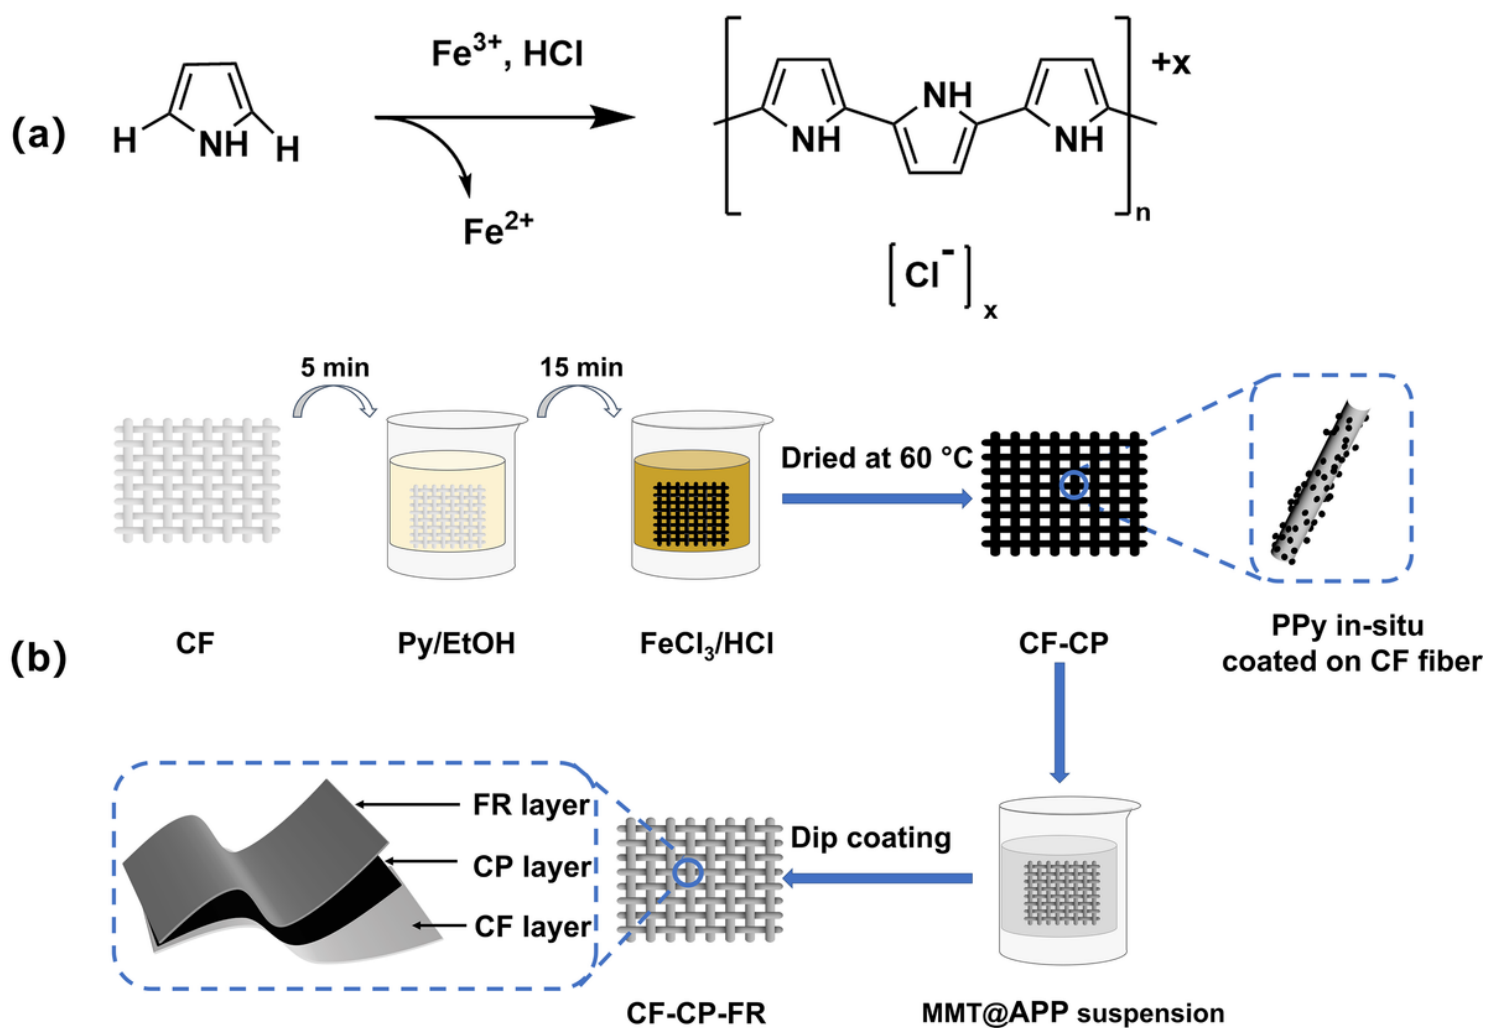 (a)
H
NH
H
Fe³⁺, HCl
Fe²⁺
NH
NH
NH
+x
n
[Cl⁻]
x
(b)
5 min
15 min
Dried at 60 °C
CF
Py/EtOH
FeCl₃/HCl
CF-CP
PPy in-situ
coated on CF fiber
FR layer
CP layer
CF layer
Dip coating
CF-CP-FR
MMT@APP suspension